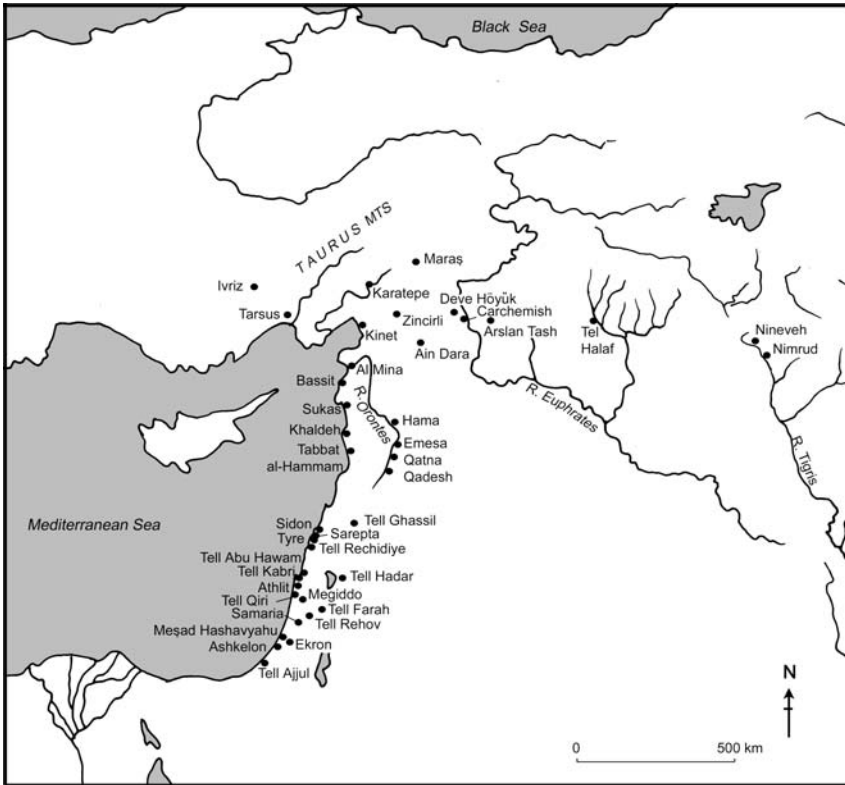 Black Sea
TAURUS MTS
Maraş
Ivriz
Karatepe
Deve Höyük
Tarsus
Zincirli
Carchemish
Kinet
Arslan Tash
Tel
Halaf
Nineveh
Ain Dara
Nimrud
Al Mina
Bassit
R. Orontes
R. Euphrates
Sukas
Hama
Khaldeh
Emesa
Tabbat
al-Hammam
Qatna
R. Tigris
Qadesh
Mediterranean Sea
Sidon
Tell Ghassil
Tyre
Sarepta
Tell Rechidiye
Tell Abu Hawam
Tell Kabri
Tell Hadar
Athlit
Tell Qiri
Megiddo
Samaria
Tell Farah
Tell Rehov
Meşad Hashavyahu
Ekron
Ashkelon
Tell Ajjul
N
0
500 km